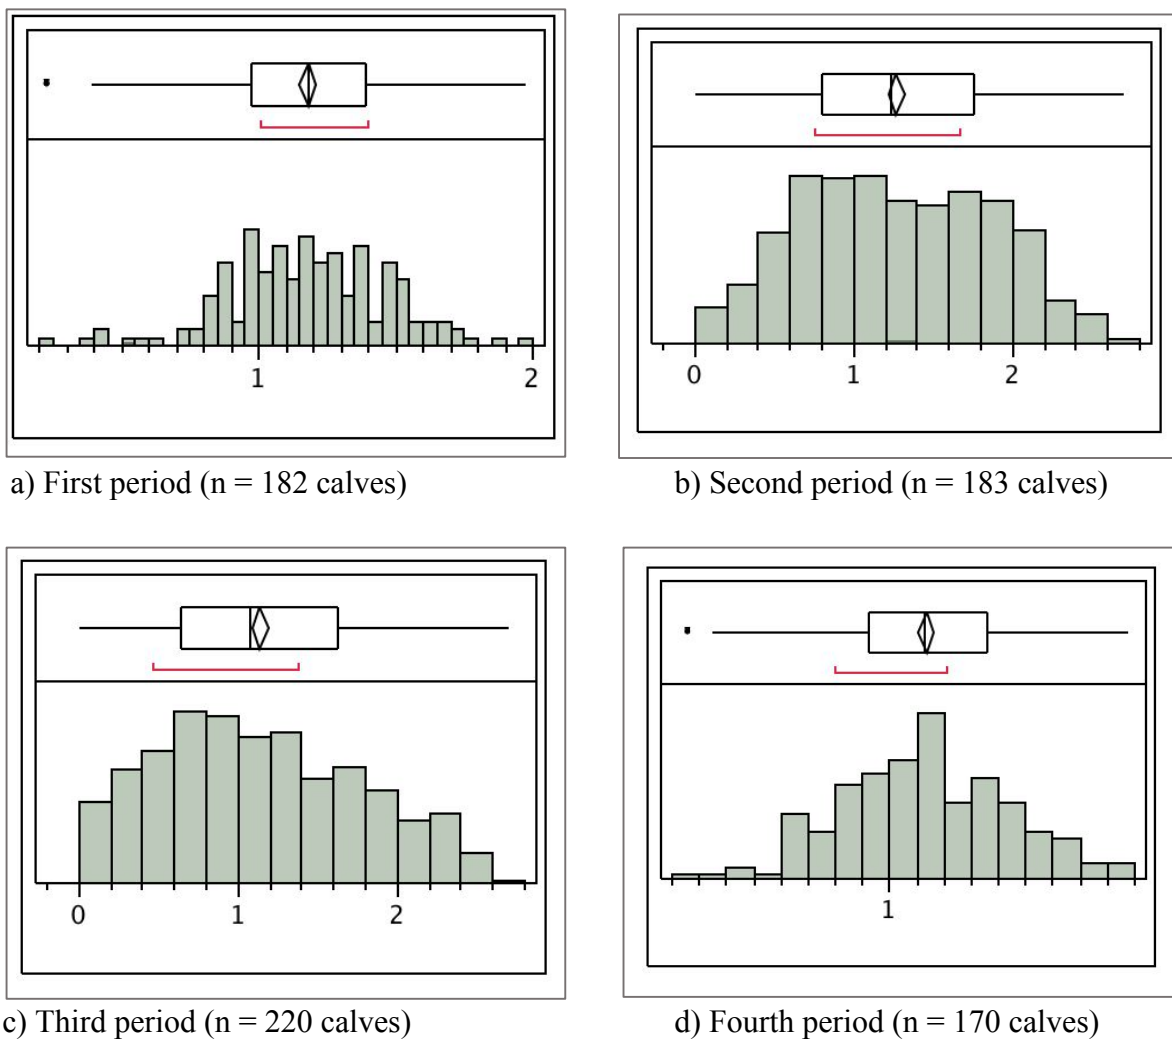 1 2
0 1 2
a) First period (n = 182 calves)
b) Second period (n = 183 calves)
0 1 2
1
c) Third period (n = 220 calves)
d) Fourth period (n = 170 calves)